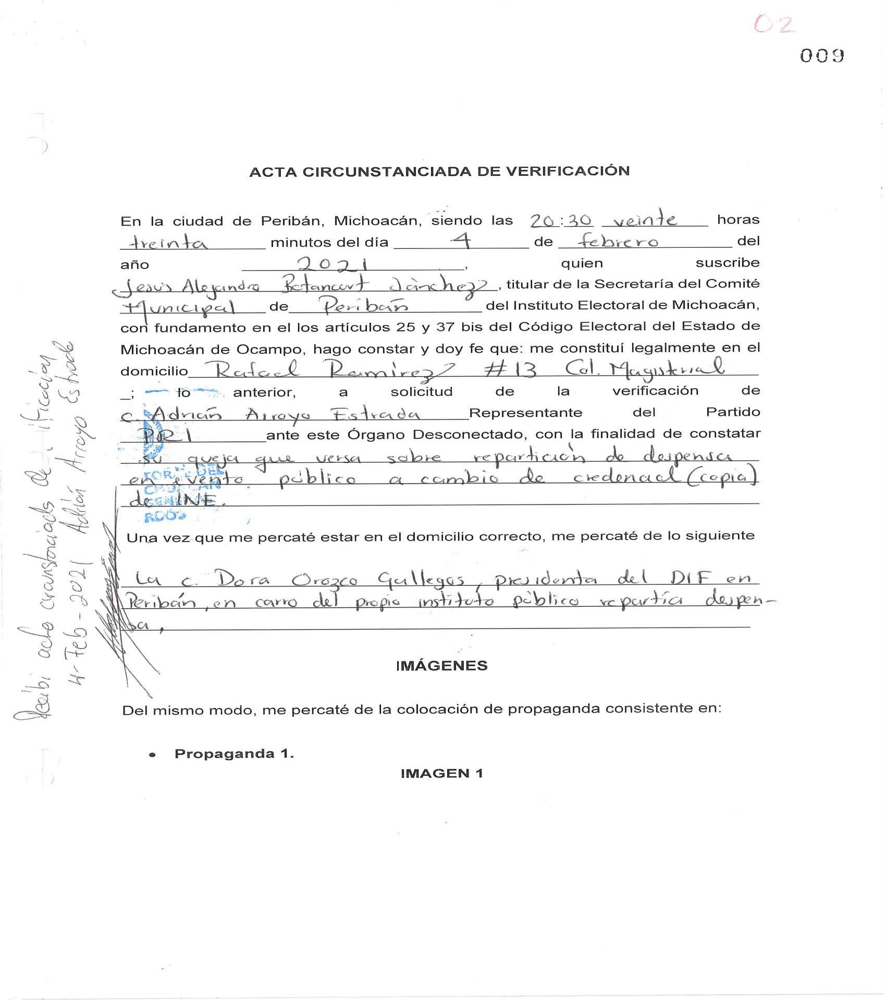 02
009
ACTA CIRCUNSTANCIADA DE VERIFICACIÓN
En la ciudad de Peribán, Michoacán, siendo las 20:30 veinte horas
treinta minutos del día 4 de febrero del
año 2021, quien suscribe
Jesús Alejandro Betancurt Sánchez, titular de la Secretaría del Comité
Municipal de Peribán del Instituto Electoral de Michoacán,
con fundamento en el los artículos 25 y 37 bis del Código Electoral del Estado de
Michoacán de Ocampo, hago constar y doy fe que: me constituí legalmente en el
domicilio Rafael Ramírez #13 Col. Magisterial
_; lo anterior, a solicitud de la verificación de
C. Adrián Arroyo Estrada Representante del Partido
PRI ante este Órgano Desconectado, con la finalidad de constatar
su queja que versa sobre repartición de despensa
en evento público a cambio de credencial (copia)
de INE.
Una vez que me percaté estar en el domicilio correcto, me percaté de lo siguiente
La c. Dora Orozco Gallegos, presidenta del DIF en
Peribán, en carro del propio instituto público repartía despen-
sa,
IMÁGENES
Del mismo modo, me percaté de la colocación de propaganda consistente en:
• Propaganda 1.
IMAGEN 1
Recibi acta circunstanciada de
4-Feb-2021 Adrián Arroyo Estrada